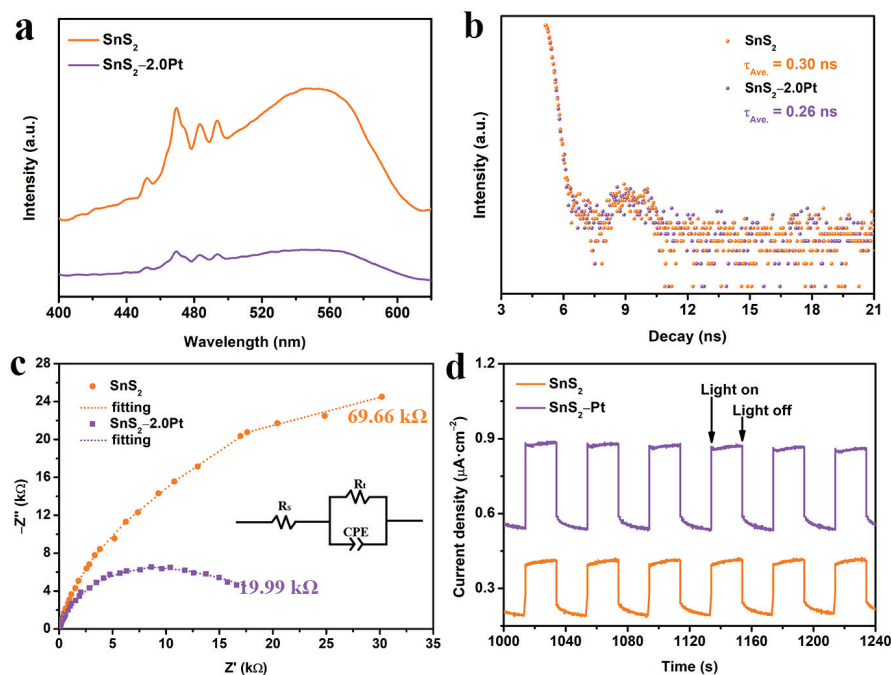 a
SnS2
SnS2–2.0Pt
Intensity (a.u.)
400 440 480 520 560 600
Wavelength (nm)
b
SnS2
τAve. = 0.30 ns
SnS2–2.0Pt
τAve. = 0.26 ns
Intensity (a.u.)
3 6 9 12 15 18 21
Decay (ns)
c
SnS2
fitting
SnS2–2.0Pt
fitting
69.66 kΩ
Rs
Rt
CPE
19.99 kΩ
–Z'' (kΩ)
28
24
20
16
12
8
4
0
0 5 10 15 20 25 30 35
Z' (kΩ)
d
SnS2
SnS2–Pt
Light on
Light off
Current density (μA·cm–2)
1.2
0.9
0.6
0.3
1000 1040 1080 1120 1160 1200 1240
Time (s)